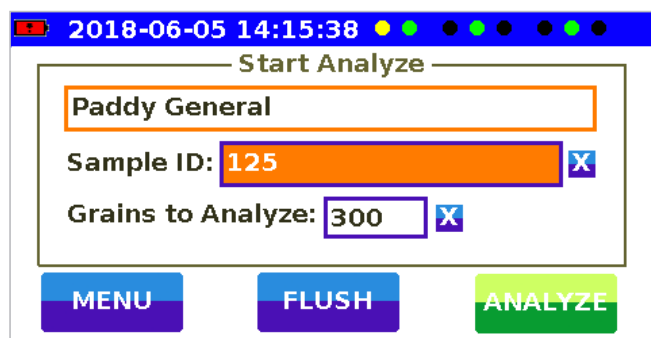 2018-06-05 14:15:38
Start Analyze
Paddy General
Sample ID: 125 X
Grains to Analyze: 300 X
MENU FLUSH ANALYZE